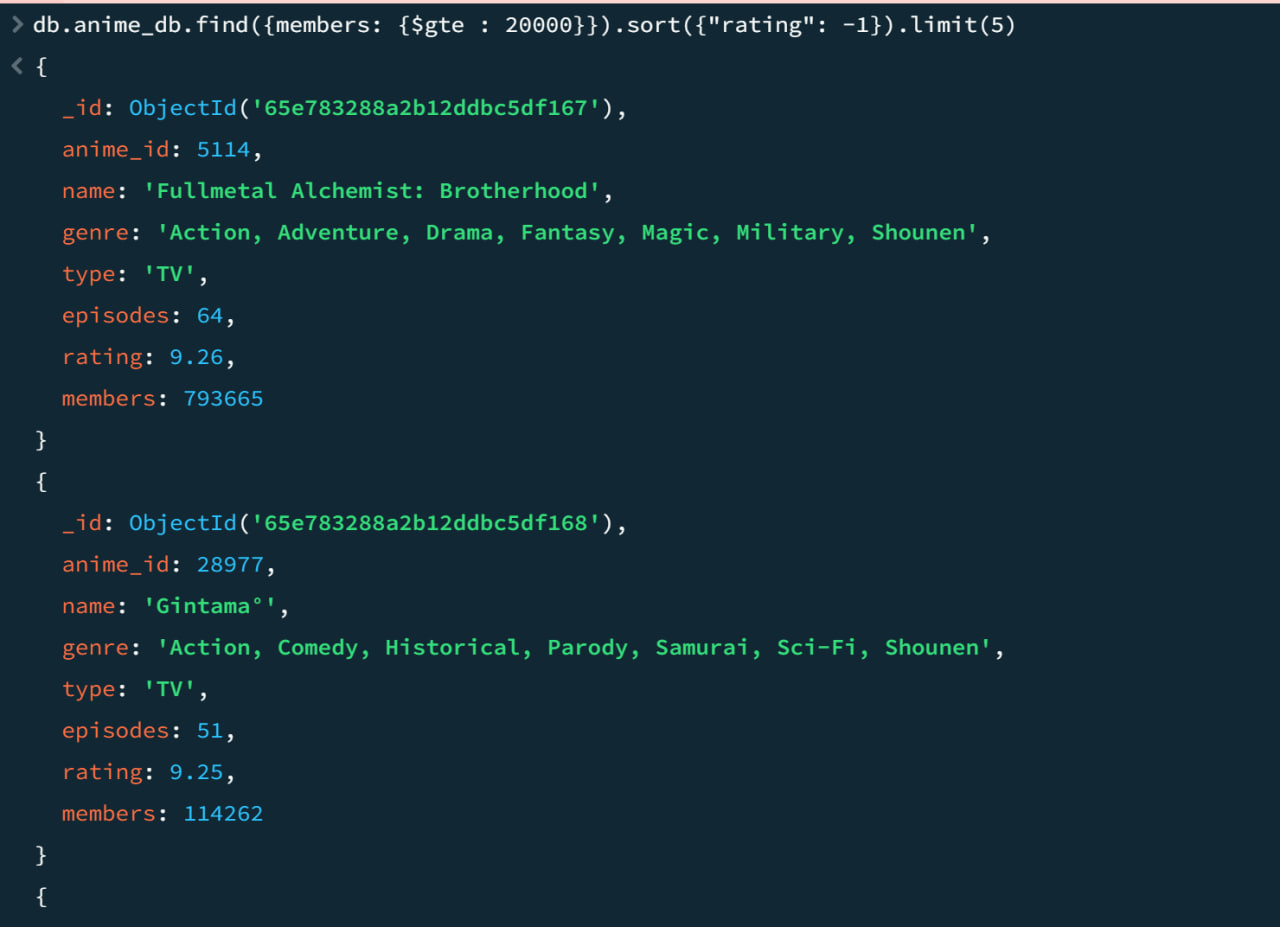 > db.anime_db.find({members: {$gte : 20000}}).sort({"rating": -1}).limit(5)
< {
_id: ObjectId('65e783288a2b12ddbc5df167'),
anime_id: 5114,
name: 'Fullmetal Alchemist: Brotherhood',
genre: 'Action, Adventure, Drama, Fantasy, Magic, Military, Shounen',
type: 'TV',
episodes: 64,
rating: 9.26,
members: 793665
}
{
_id: ObjectId('65e783288a2b12ddbc5df168'),
anime_id: 28977,
name: 'Gintama°',
genre: 'Action, Comedy, Historical, Parody, Samurai, Sci-Fi, Shounen',
type: 'TV',
episodes: 51,
rating: 9.25,
members: 114262
}
{